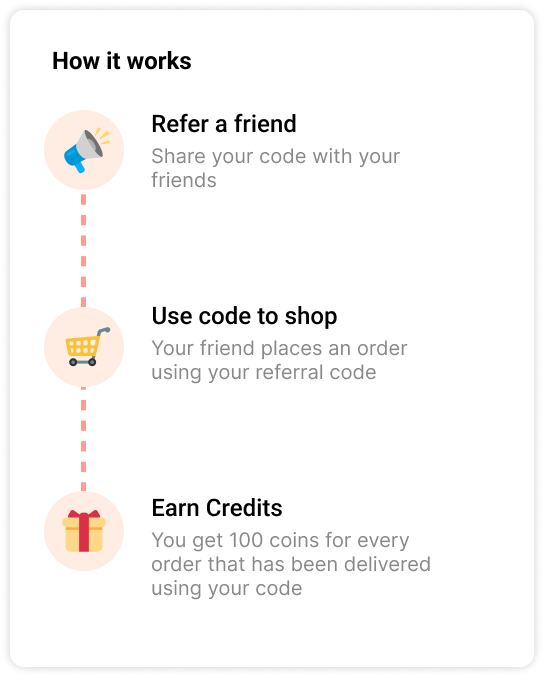 How it works
Refer a friend
Share your code with your
friends
Use code to shop
Your friend places an order
using your referral code
Earn Credits
You get 100 coins for every
order that has been delivered
using your code